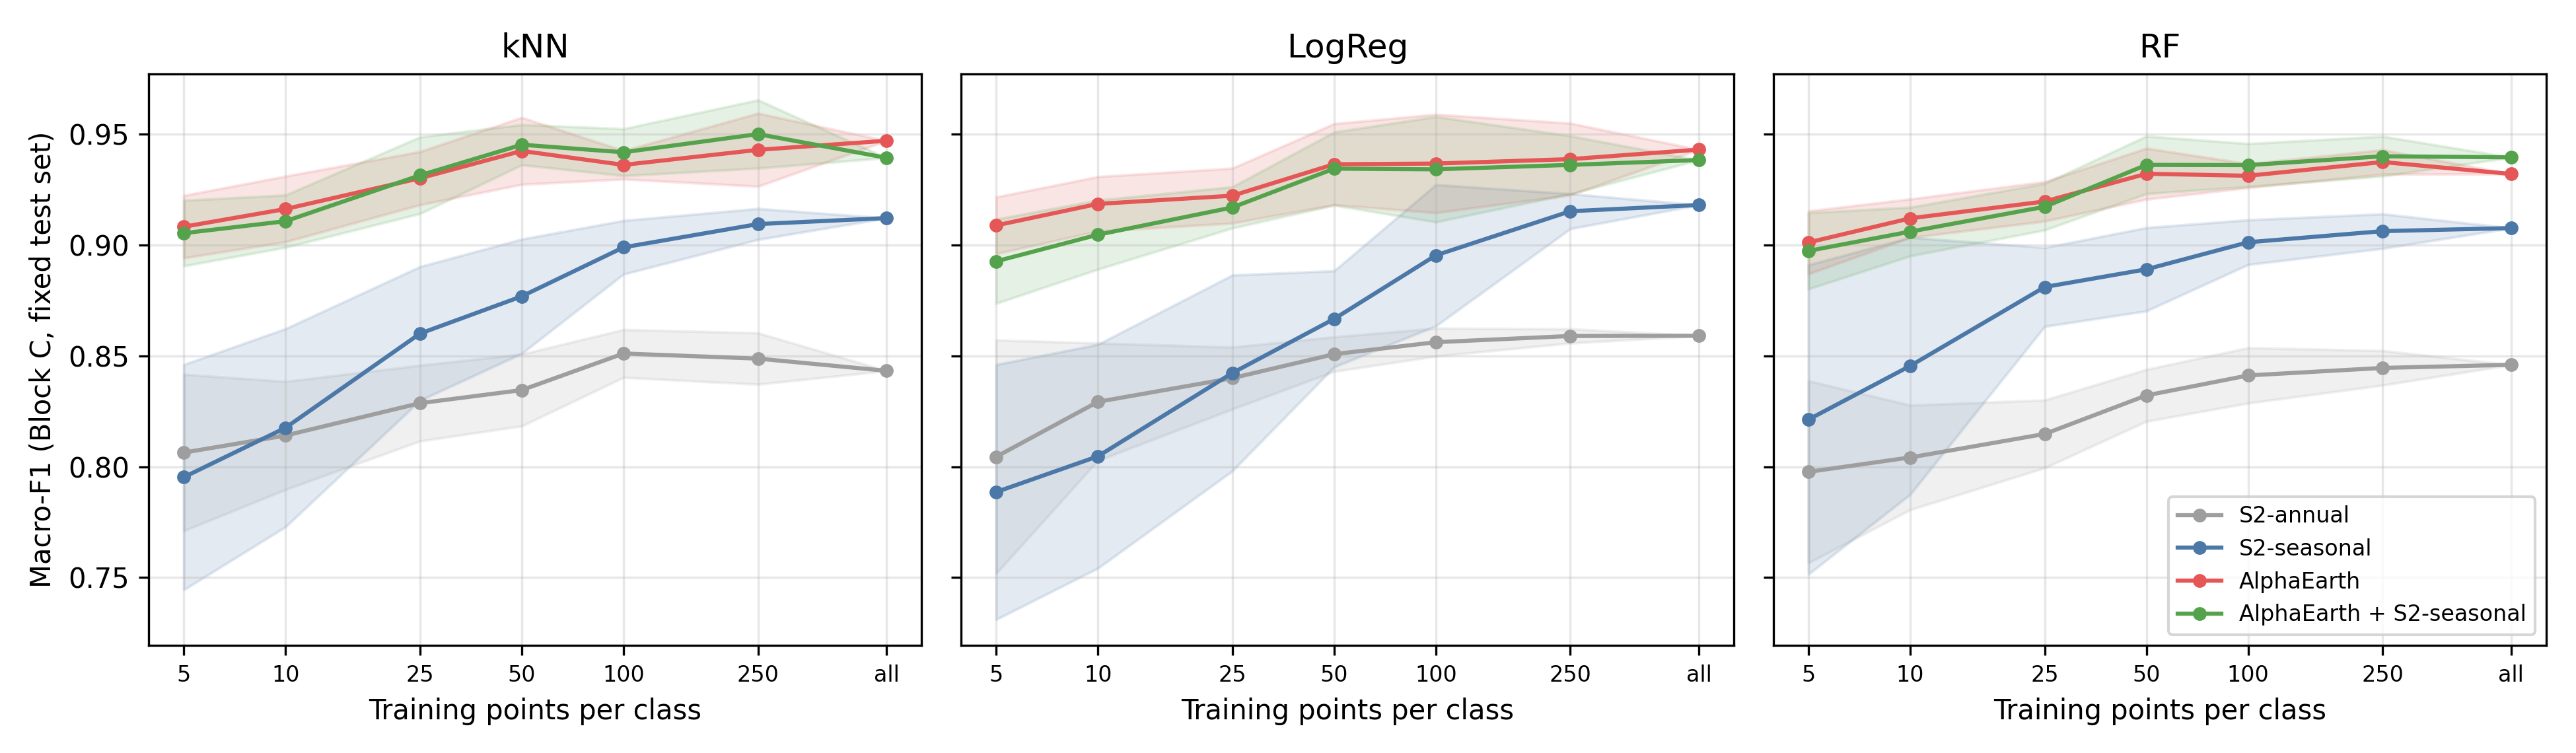 kNN
LogReg
RF
Macro-F1 (Block C, fixed test set)
0.95
0.90
0.85
0.80
0.75
5 10 25 50 100 250 all
5 10 25 50 100 250 all
5 10 25 50 100 250 all
Training points per class
Training points per class
Training points per class
S2-annual
S2-seasonal
AlphaEarth
AlphaEarth + S2-seasonal